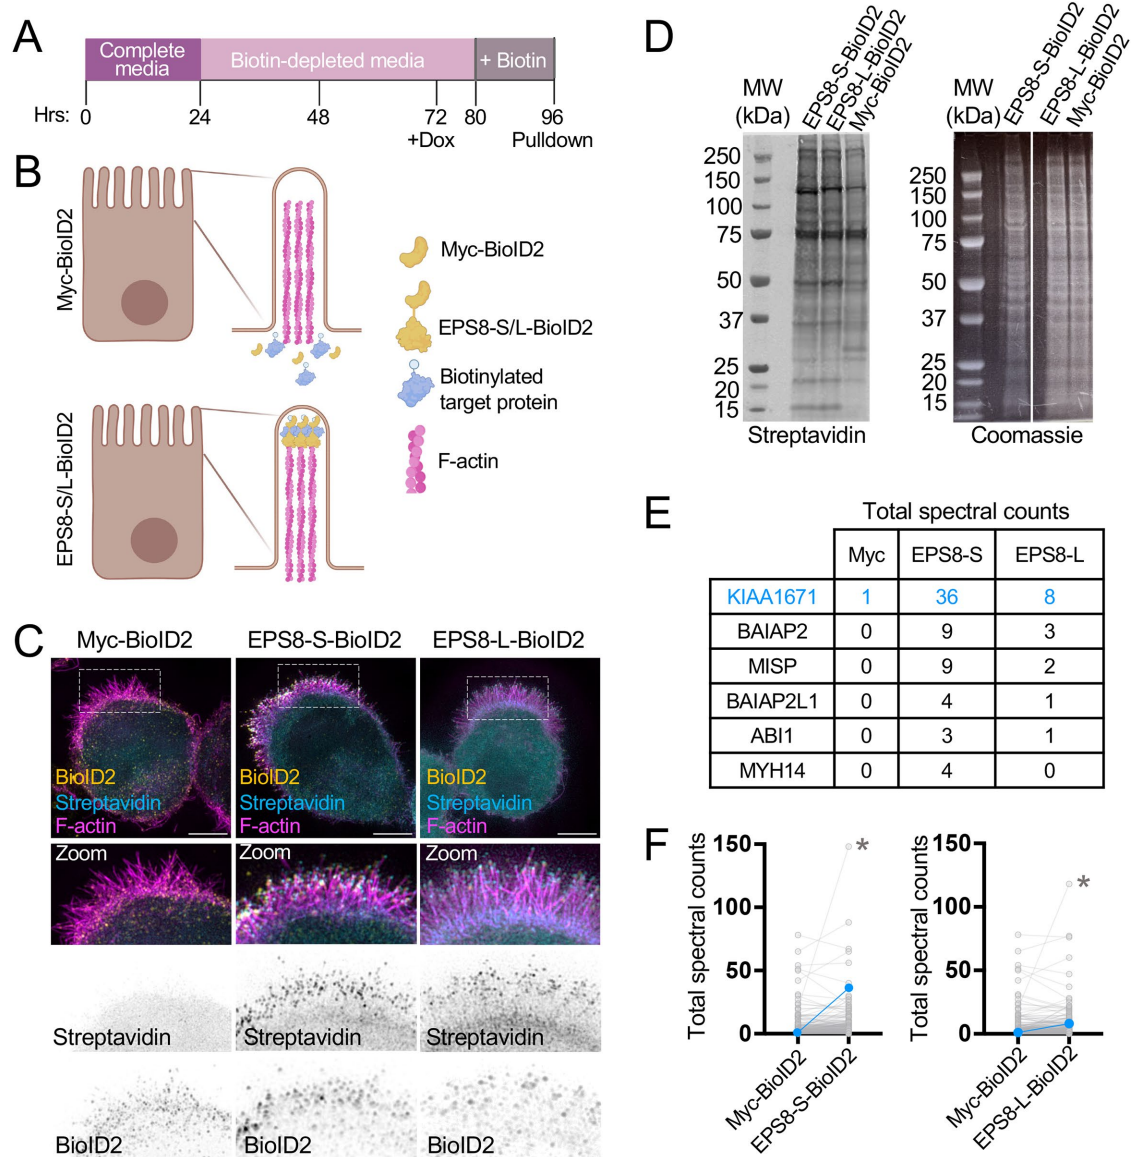 A
Complete
media
Biotin-depleted media
+ Biotin
Hrs:
0
24
48
72
80
96
+Dox
Pulldown
B
Myc-BioID2
EPS8-S/L-BioID2
Myc-BioID2
EPS8-S/L-BioID2
Biotinylated
target protein
F-actin
C
Myc-BioID2
EPS8-S-BioID2
EPS8-L-BioID2
BioID2
Streptavidin
F-actin
BioID2
Streptavidin
F-actin
BioID2
Streptavidin
F-actin
Zoom
Zoom
Zoom
Streptavidin
Streptavidin
Streptavidin
BioID2
BioID2
BioID2
D
MW
(kDa)
EPS8-S-BioID2
EPS8-L-BioID2
Myc-BioID2
250
150
100
75
50
37
25
20
15
Streptavidin
MW
(kDa)
EPS8-S-BioID2
EPS8-L-BioID2
Myc-BioID2
250
150
100
75
50
37
25
20
15
Coomassie
E
Total spectral counts
Myc EPS8-S EPS8-L
KIAA1671 1 36 8
BAIAP2 0 9 3
MISP 0 9 2
BAIAP2L1 0 4 1
ABI1 0 3 1
MYH14 0 4 0
F
Total spectral counts
150
100
50
0
*
Myc-BioID2
EPS8-S-BioID2
Total spectral counts
150
100
50
0
*
Myc-BioID2
EPS8-L-BioID2